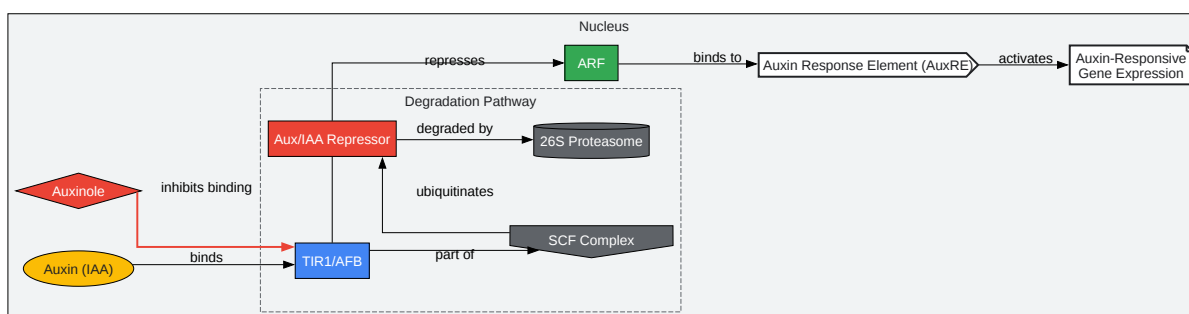 Nucleus
represses
ARF
binds to
Auxin Response Element (AuxRE)
activates
Auxin-Responsive
Gene Expression
Degradation Pathway
Aux/IAA Repressor
degraded by
26S Proteasome
Auxinole
inhibits binding
ubiquitinates
SCF Complex
Auxin (IAA)
binds
TIR1/AFB
part of